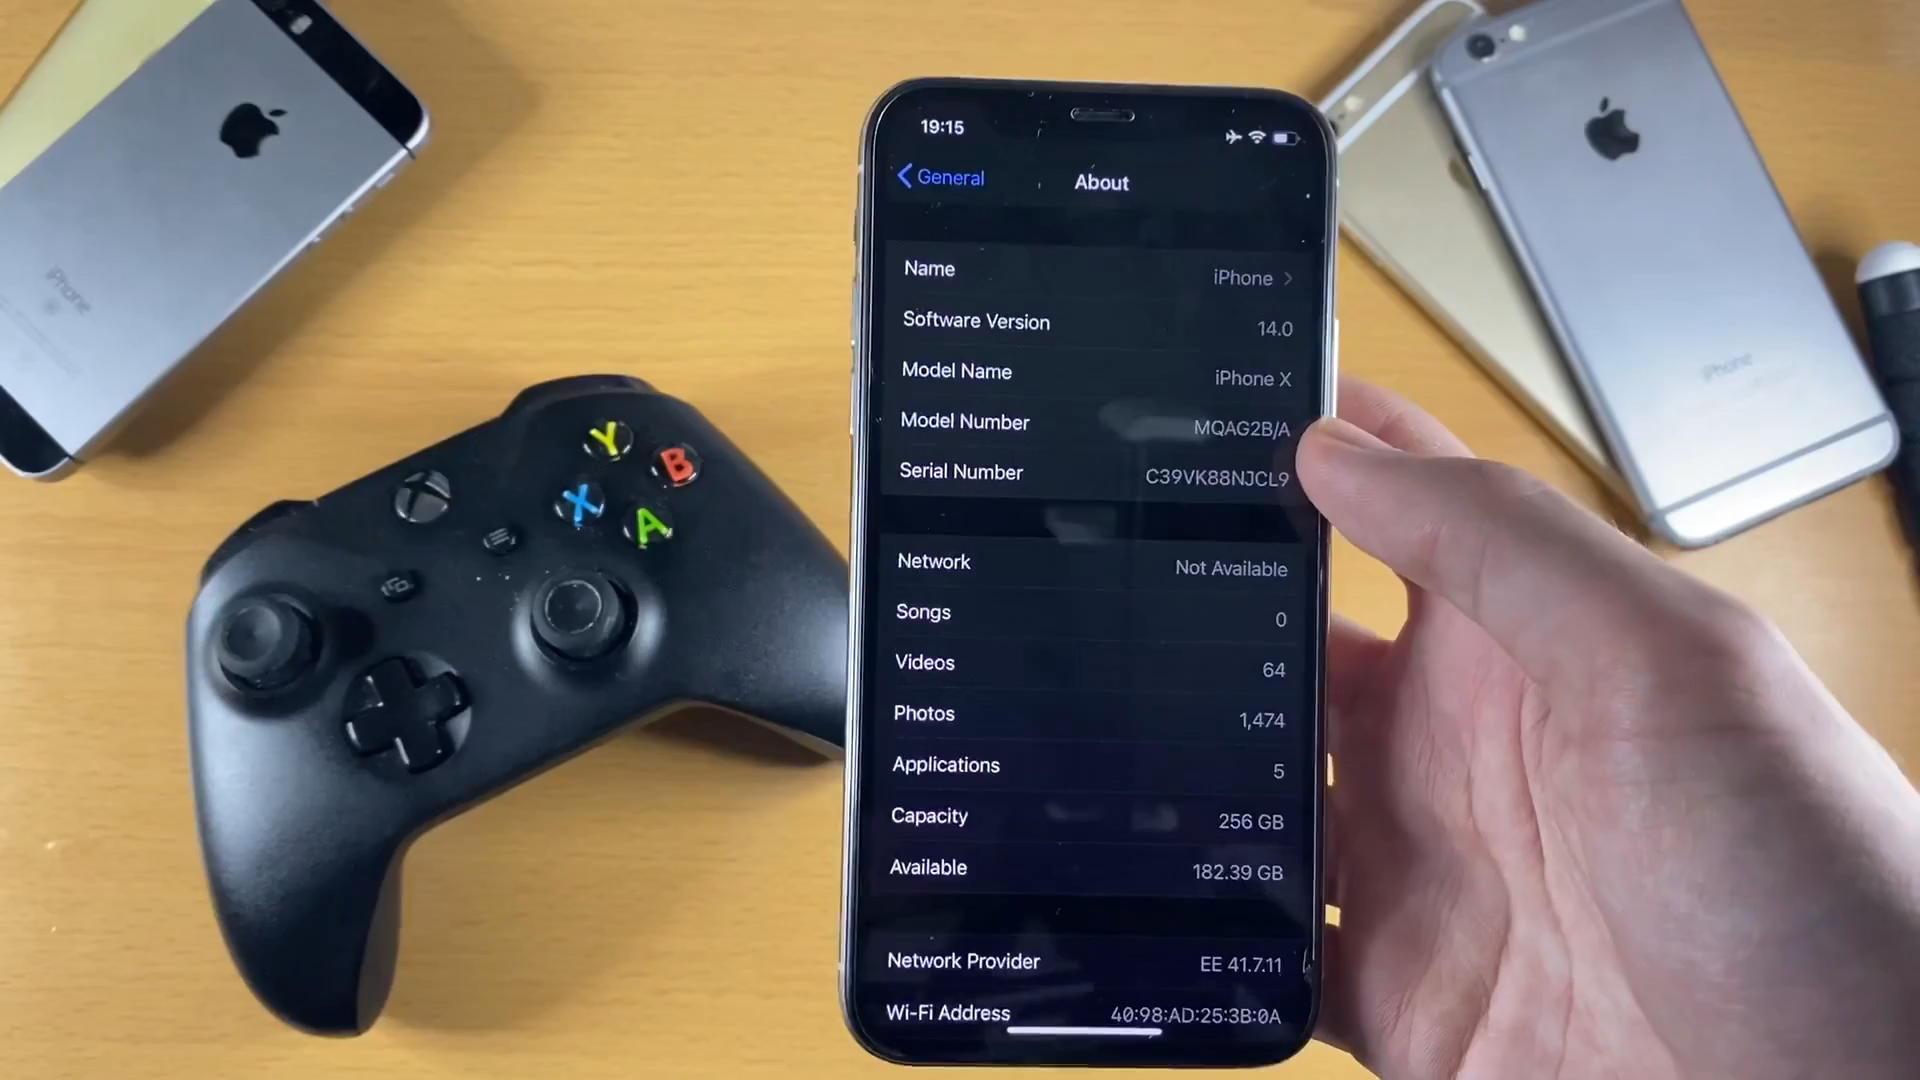 19:15
General
About
Name iPhone
Software Version 14.0
Model Name iPhone X
Model Number MQAG2B/A
Serial Number C39VK88NJCL9
Network Not Available
Songs 0
Videos 64
Photos 1,474
Applications 5
Capacity 256 GB
Available 182.39 GB
Network Provider EE 41.7.11
Wi-Fi Address 40:98:AD:25:3B:0A
iPhone
iPhone
Y
B
X
A